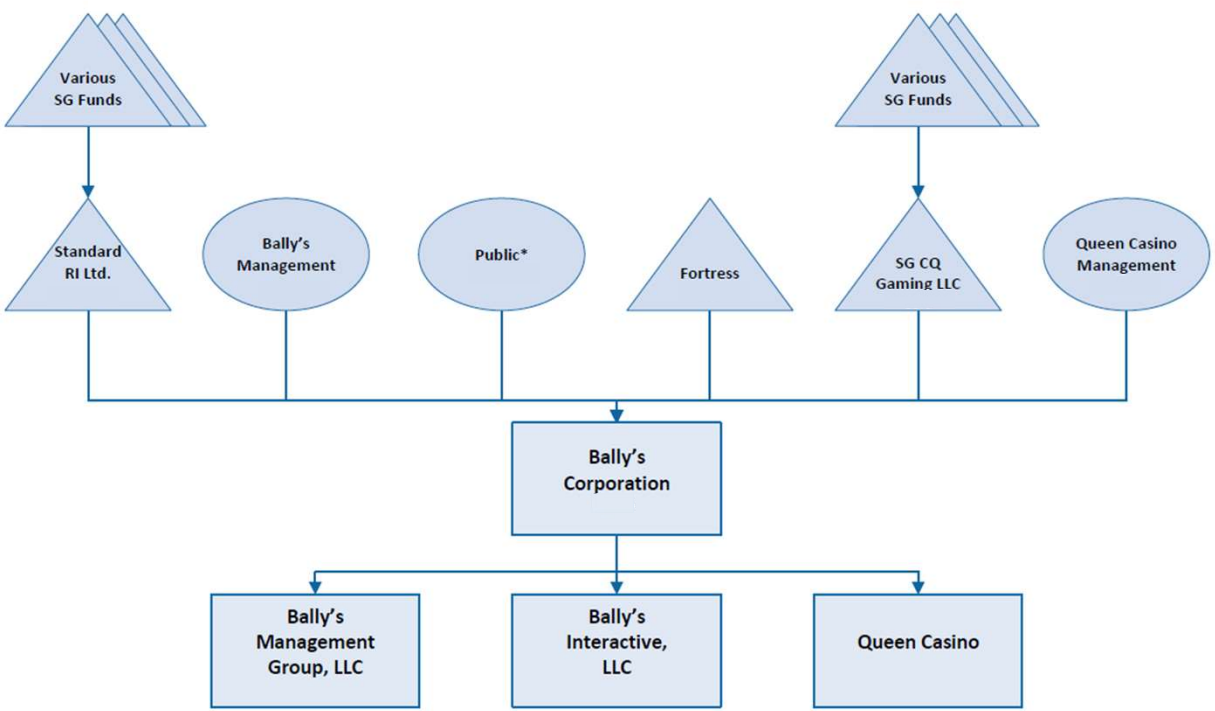 Various
SG Funds
Various
SG Funds
Standard
RI Ltd.
Bally’s
Management
Public*
Fortress
SG CQ
Gaming LLC
Queen Casino
Management
Bally’s
Corporation
Bally’s
Management
Group, LLC
Bally’s
Interactive,
LLC
Queen Casino